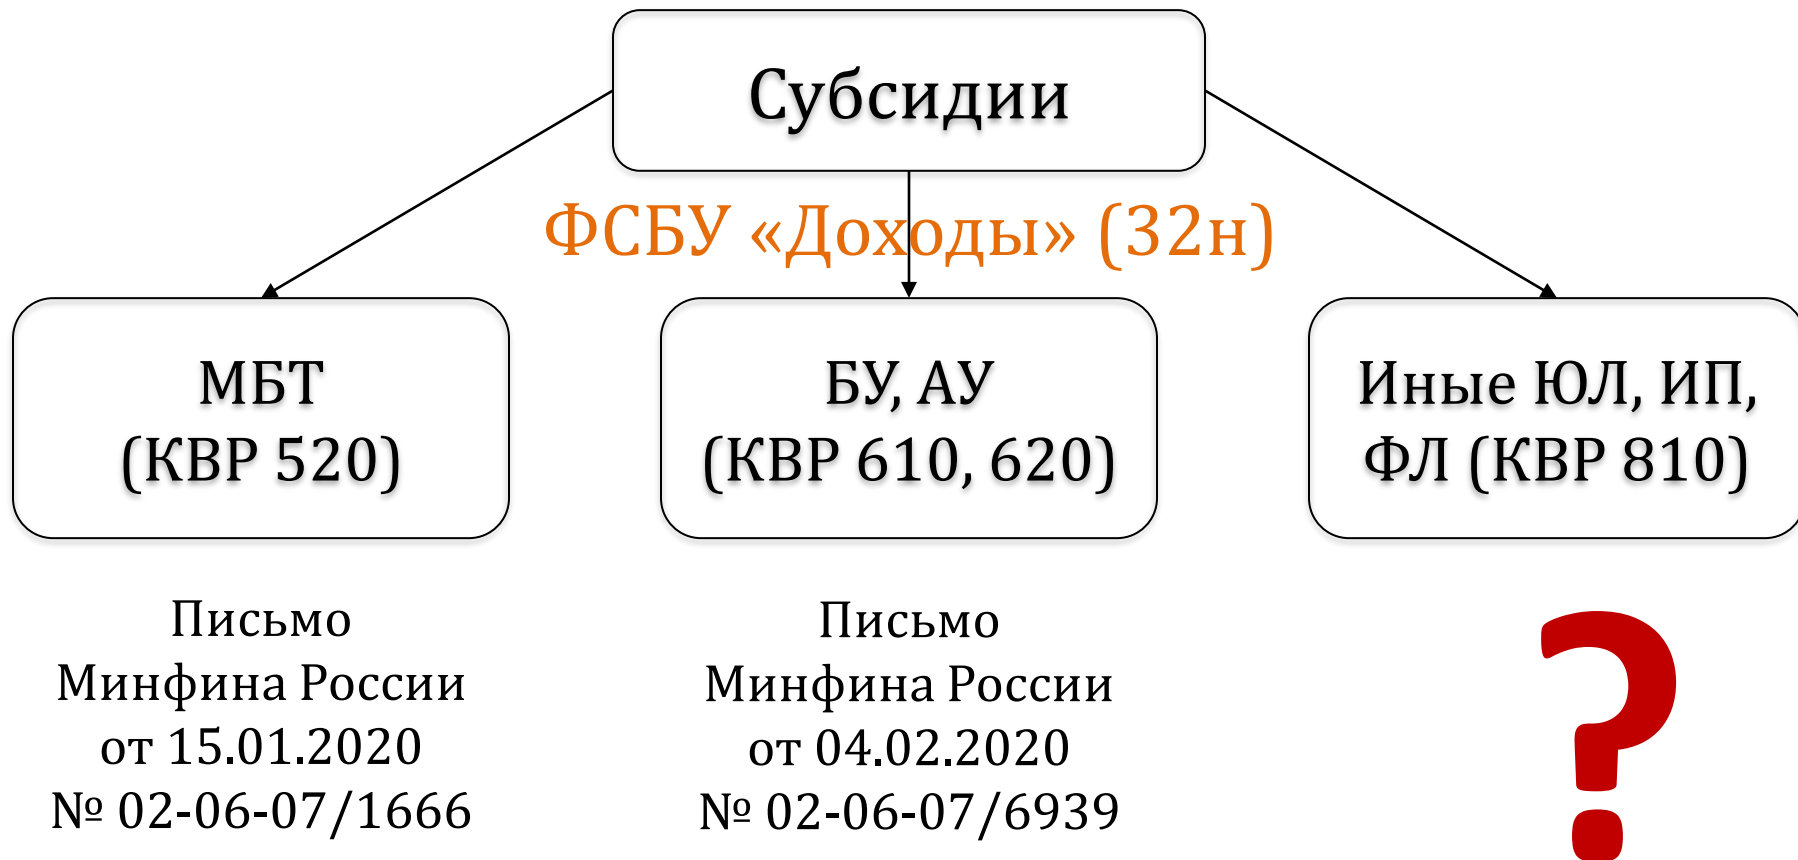 Субсидии
ФСБУ «Доходы» (32н)
МБТ
(КВР 520)
БУ, АУ
(КВР 610, 620)
Иные ЮЛ, ИП,
ФЛ (КВР 810)
Письмо
Минфина России
от 15.01.2020
№ 02-06-07/1666
Письмо
Минфина России
от 04.02.2020
№ 02-06-07/6939
?